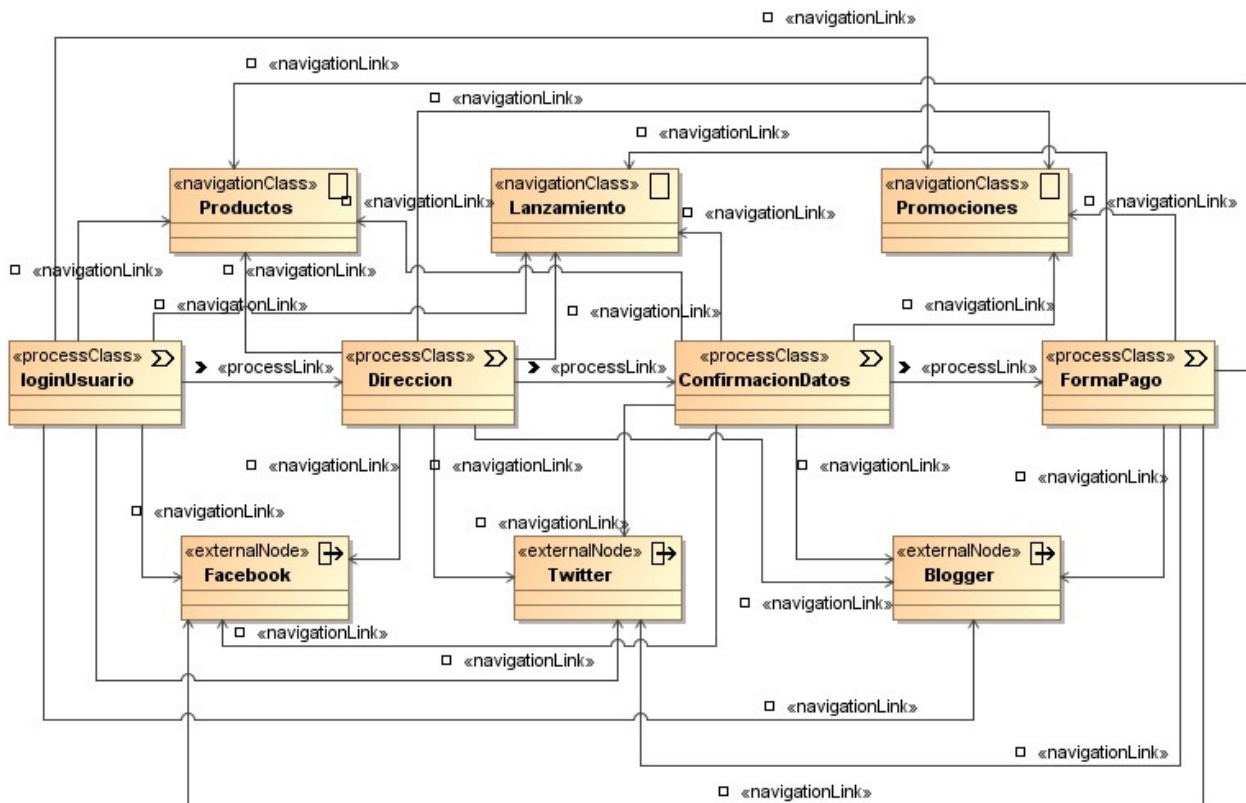 «navigationLink»
«navigationLink»
«navigationLink»
«navigationLink»
«navigationClass»
Productos
«navigationLink»
«navigationClass»
Lanzamiento
«navigationLink»
«navigationClass»
Promociones
«navigationLink»
«navigationLink»
«navigationLink»
«navigationLink»
«navigationLink»
«navigationLink»
«processClass»
loginUsuario
«processLink»
«processClass»
Direccion
«processLink»
«processClass»
ConfirmacionDatos
«processLink»
«processClass»
FormaPago
«navigationLink»
«navigationLink»
«navigationLink»
«navigationLink»
«navigationLink»
«navigationLink»
«externalNode»
Facebook
«externalNode»
Twitter
«externalNode»
Blogger
«navigationLink»
«navigationLink»
«navigationLink»
«navigationLink»
«navigationLink»
«navigationLink»